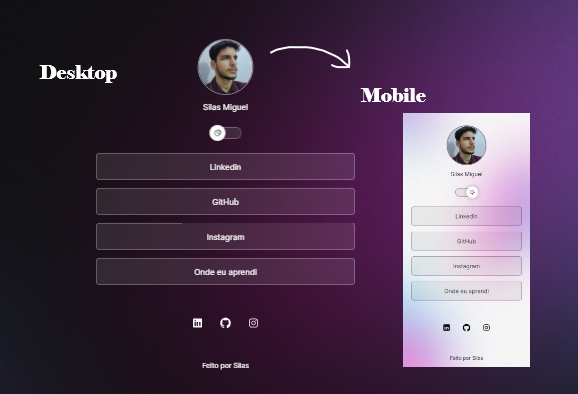 Desktop
Silas Miguel
Linkedin
GitHub
Instagram
Onde eu aprendi
Feito por Silas
Mobile
Silas Miguel
Linkedin
GitHub
Instagram
Onde eu aprendi
Feito por Silas